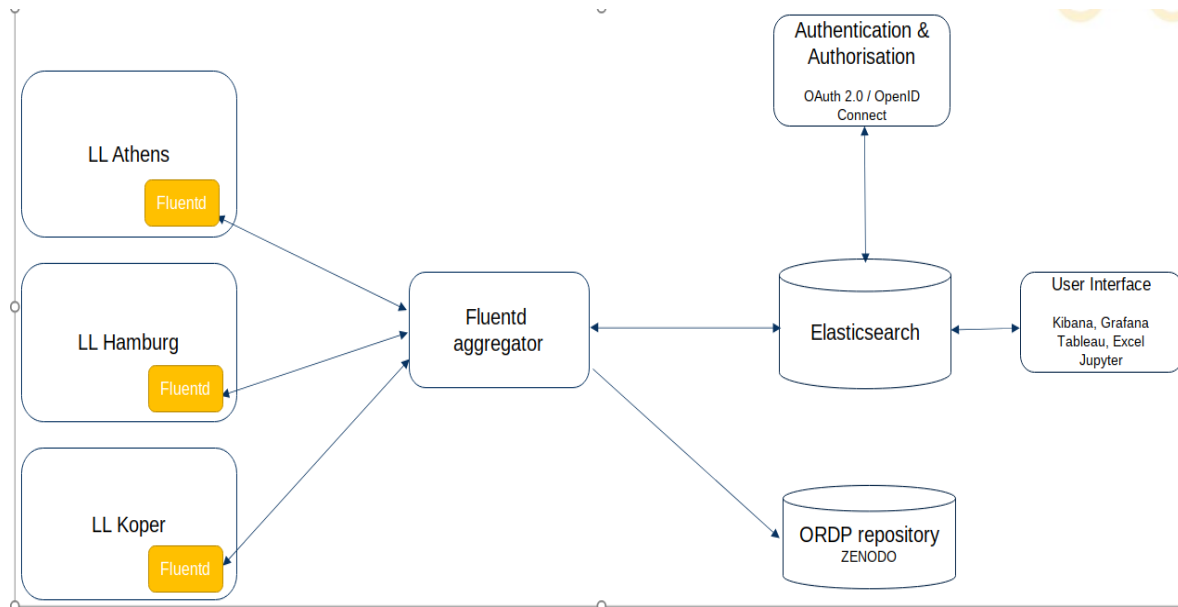 LL Athens
Fluentd
LL Hamburg
Fluentd
LL Koper
Fluentd
Fluentd
aggregator
Authentication &
Authorisation
OAuth 2.0 / OpenID
Connect
Elasticsearch
User Interface
Kibana, Grafana
Tableau, Excel
Jupyter
ORDP repository
ZENODO